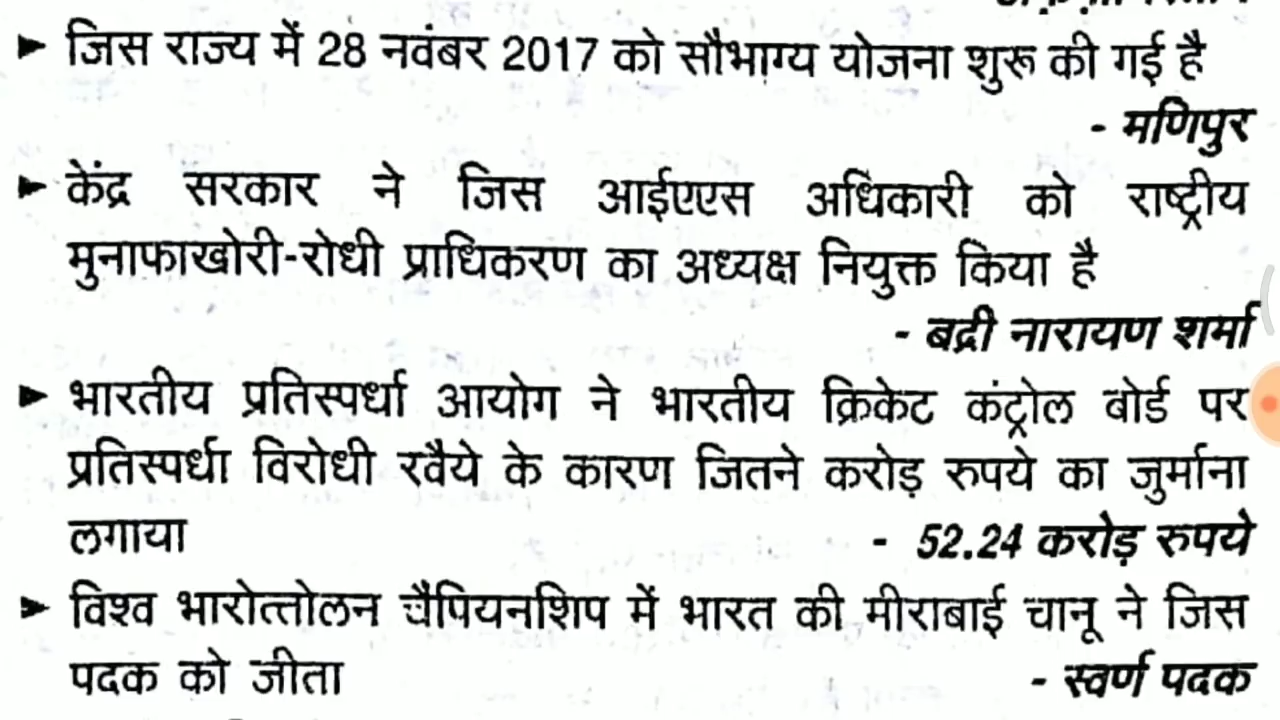 ► जिस राज्य में 28 नवंबर 2017 को सौभाग्य योजना शुरू की गई है
- मणिपुर
► केंद्र सरकार ने जिस आईएएस अधिकारी को राष्ट्रीय
मुनाफाखोरी-रोधी प्राधिकरण का अध्यक्ष नियुक्त किया है
- बद्री नारायण शर्मा
► भारतीय प्रतिस्पर्धा आयोग ने भारतीय क्रिकेट कंट्रोल बोर्ड पर
प्रतिस्पर्धा विरोधी रवैये के कारण जितने करोड़ रुपये का जुर्माना
लगाया - 52.24 करोड़ रुपये
► विश्व भारोत्तोलन चैपियनशिप में भारत की मीराबाई चानू ने जिस
पदक को जीता - स्वर्ण पदक